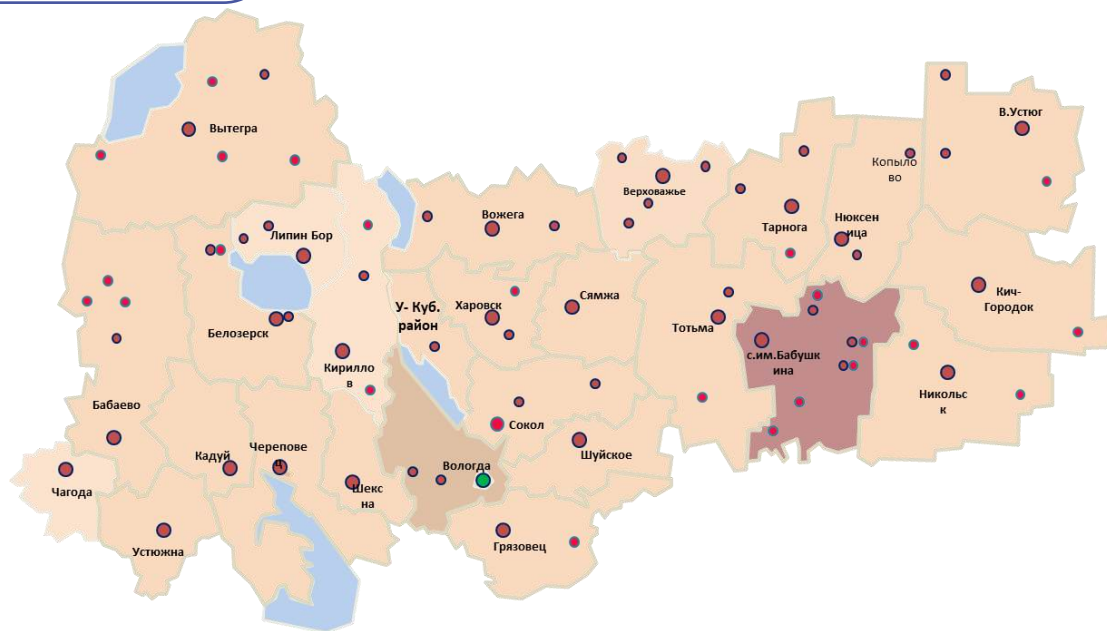 Вытегра
В.Устюг
Копыло
во
Верховажье
Вожега
Тарнога
Нюксен
ица
Липин Бор
Кич-
Городок
У- Куб.
район
Харовск
Сямжа
Тотьма
Белозерск
с.им.Бабушк
ина
Кирилло
в
Никольс
к
Бабаево
Сокол
Черепове
ц
Кадуй
Шуйское
Вологда
Чагода
Шекс
на
Устюжна
Грязовец